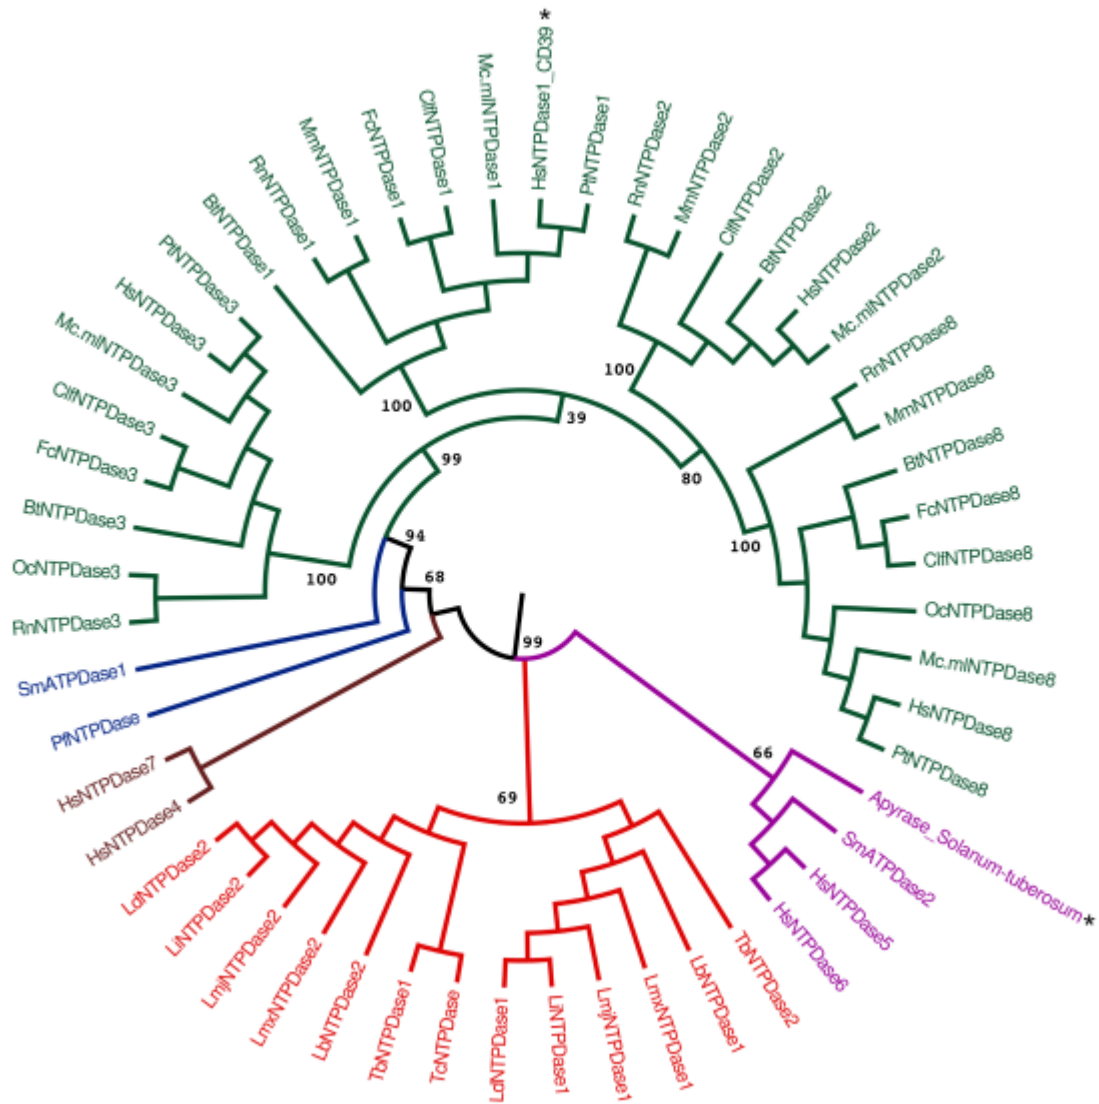 *
HsNTPDase1_CD39
Mc.mlNTPDase1
ClfNTPDase1
FcNTPDase1
MmNTPDase1
RnNTPDase1
BtNTPDase1
PtNTPDase3
HsNTPDase3
Mc.mlNTPDase3
ClfNTPDase3
FcNTPDase3
BtNTPDase3
OcNTPDase3
RnNTPDase3
SmATPDase1
PfNTPDase
HsNTPDase7
HsNTPDase4
LdNTPDase2
LiNTPDase2
LmjNTPDase2
LmxNTPDase2
LbNTPDase2
TbNTPDase1
TcNTPDase
LdNTPDase1
LiNTPDase1
LmjNTPDase1
LmxNTPDase1
LbNTPDase1
TbNTPDase2
HsNTPDase6
HsNTPDase5
SmATPDase2
Apyrase_Solanum-tuberosum*
PtNTPDase8
HsNTPDase8
Mc.mlNTPDase8
OcNTPDase8
ClfNTPDase8
FcNTPDase8
BtNTPDase8
MmNTPDase8
RnNTPDase8
Mc.mlNTPDase2
HsNTPDase2
BtNTPDase2
ClfNTPDase2
MmNTPDase2
RnNTPDase2
PtNTPDase1
100
100
39
99
80
94
100
100
68
99
66
69